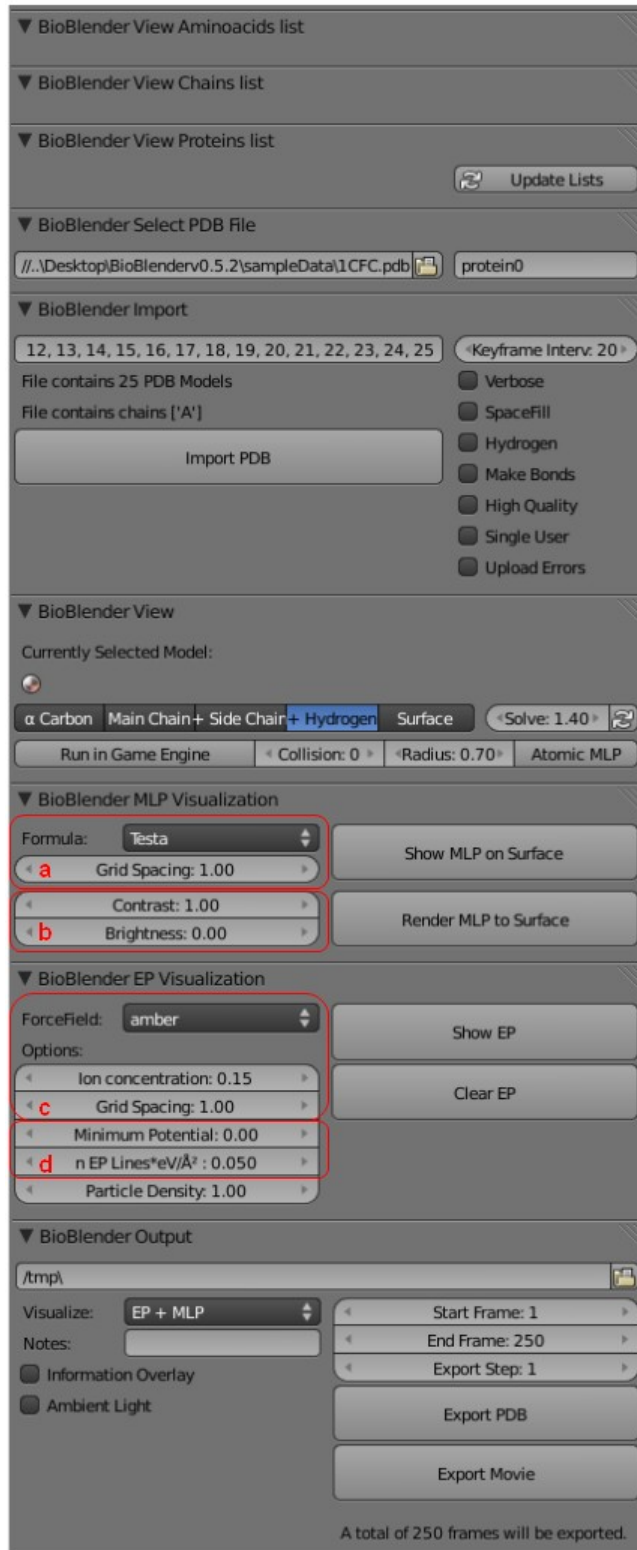 BioBlender View Aminoacids list
BioBlender View Chains list
BioBlender View Proteins list
Update Lists
BioBlender Select PDB File
//..\Desktop\BioBlenderv0.5.2\sampleData\1CFC.pdb protein0
BioBlender Import
12, 13, 14, 15, 16, 17, 18, 19, 20, 21, 22, 23, 24, 25 Keyframe Interv: 20
File contains 25 PDB Models Verbose
File contains chains ['A'] SpaceFill
Import PDB Hydrogen
Make Bonds
High Quality
Single User
Upload Errors
BioBlender View
Currently Selected Model:
α Carbon Main Chain + Side Chair + Hydrogen Surface Solve: 1.40
Run in Game Engine Collision: 0 Radius: 0.70 Atomic MLP
BioBlender MLP Visualization
Formula: Testa Show MLP on Surface
a Grid Spacing: 1.00
Contrast: 1.00 Render MLP to Surface
b Brightness: 0.00
BioBlender EP Visualization
ForceField: amber Show EP
Options:
Ion concentration: 0.15 Clear EP
c Grid Spacing: 1.00
Minimum Potential: 0.00
d n EP Lines*eV/Å² : 0.050
Particle Density: 1.00
BioBlender Output
/tmp\
Visualize: EP + MLP Start Frame: 1
Notes: End Frame: 250
Information Overlay Export Step: 1
Ambient Light Export PDB
Export Movie
A total of 250 frames will be exported.